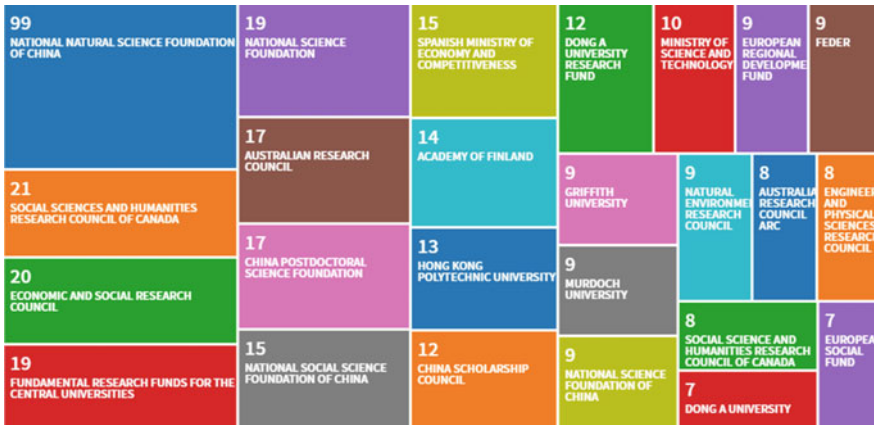 99
NATIONAL NATURAL SCIENCE FOUNDATION
OF CHINA
21
SOCIAL SCIENCES AND HUMANITIES
RESEARCH COUNCIL OF CANADA
20
ECONOMIC AND SOCIAL RESEARCH
COUNCIL
19
FUNDAMENTAL RESEARCH FUNDS FOR THE
CENTRAL UNIVERSITIES
19
NATIONAL SCIENCE
FOUNDATION
17
AUSTRALIAN RESEARCH
COUNCIL
17
CHINA POSTDOCTORAL
SCIENCE FOUNDATION
15
NATIONAL SOCIAL SCIENCE
FOUNDATION OF CHINA
15
SPANISH MINISTRY OF
ECONOMY AND
COMPETITIVENESS
14
ACADEMY OF FINLAND
13
HONG KONG
POLYTECHNIC UNIVERSITY
12
CHINA SCHOLARSHIP
COUNCIL
12
DONG A
UNIVERSITY
RESEARCH
FUND
10
MINISTRY OF
SCIENCE AND
TECHNOLOGY
9
EUROPEAN
REGIONAL
DEVELOPME
FUND
9
FEDER
9
GRIFFITH
UNIVERSITY
9
MURDOCH
UNIVERSITY
9
NATIONAL SCIENCE
FOUNDATION OF
CHINA
9
NATURAL
ENVIRONME
RESEARCH
COUNCIL
8
AUSTRALIA
RESEARCH
COUNCIL
ARC
8
ENGINEER
AND
PHYSICAL
SCIENCES
RESEARCH
COUNCIL
8
SOCIAL SCIENCE AND
HUMANITIES RESEARCH
COUNCIL OF CANADA
7
DONG A UNIVERSITY
7
EUROPEA
SOCIAL
FUND